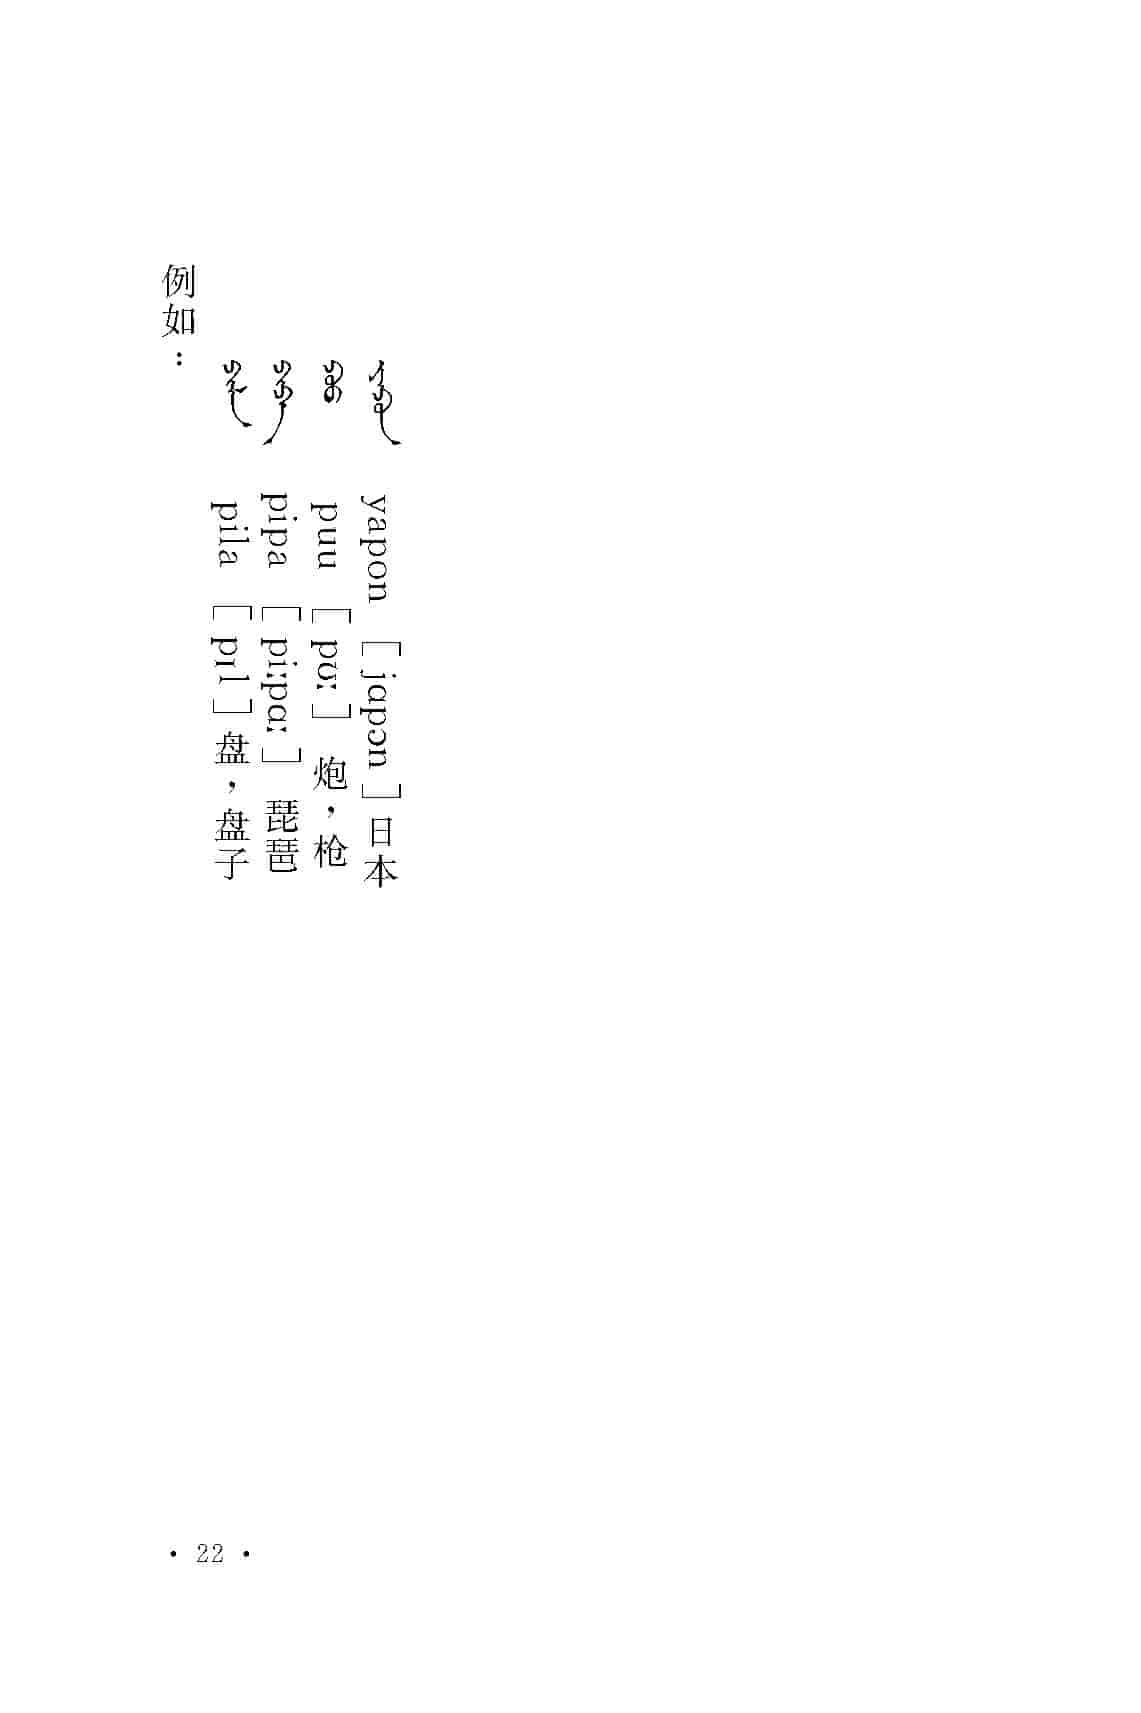 例如：
ᠫᠢᠯᠠ pila ［pɪl］盘，盘子
ᠫᠢᠫᠠ pipa ［piːpɑː］琵琶
ᠫᠤᠤ puu ［pʊː］炮，枪
ᠶᠠᠫᠣᠨ yapon ［jɑpɔn］日本
· 22 ·